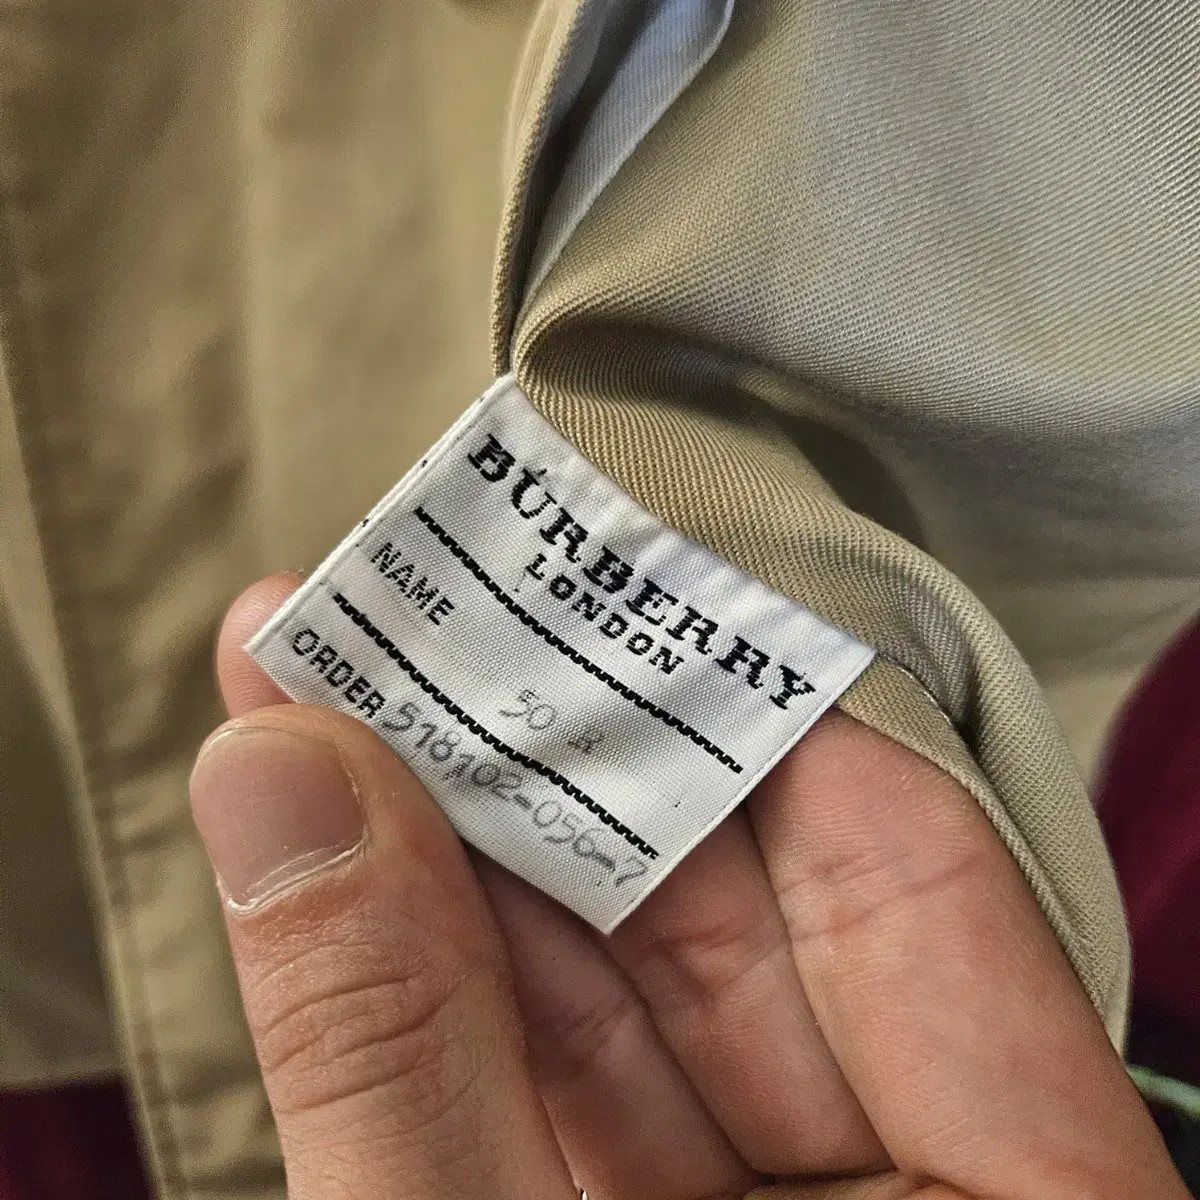 BURBERRY
LONDON
NAME
50 R
ORDER 518102-056-7